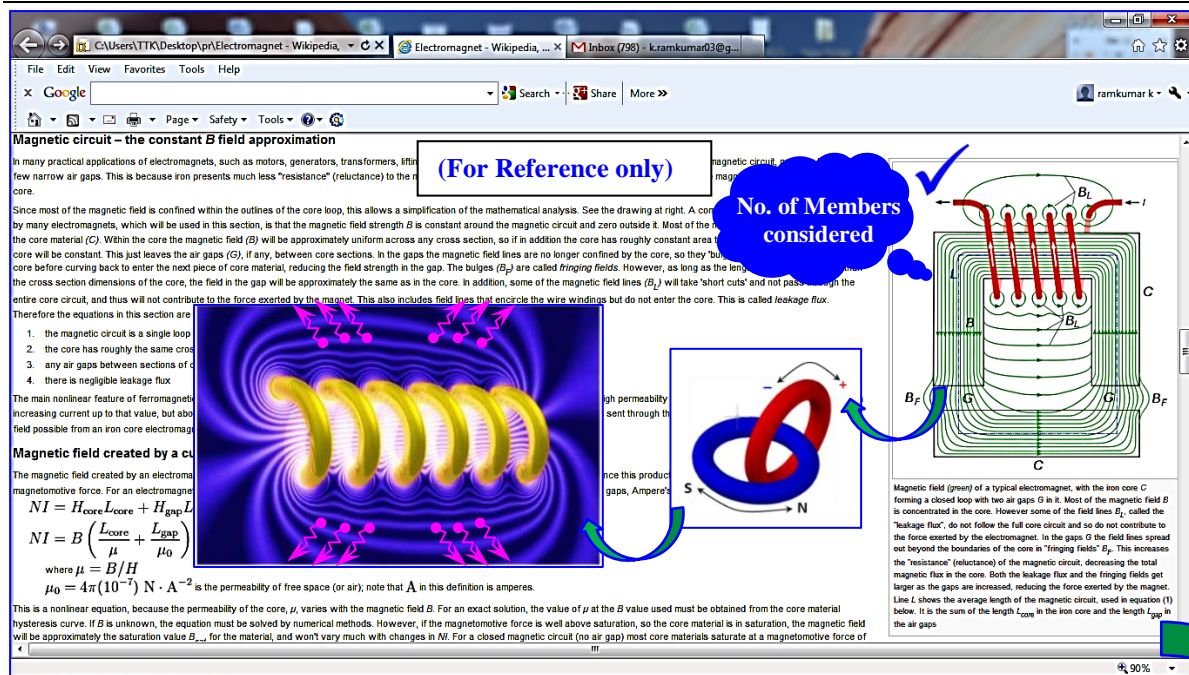 C:\Users\TTK\Desktop\pr\Electromagnet - Wikipedia,
Electromagnet - Wikipedia, ...
Inbox (798) - k.ramkumar03@g...
File Edit View Favorites Tools Help
x Google
Search
Share
More »
ramkumar k
Page Safety Tools
Magnetic circuit – the constant B field approximation
In many practical applications of electromagnets, such as motors, generators, transformers,
magnetic circuit,
few narrow air gaps. This is because iron presents much less "resistance" (reluctance) to the
core.
(For Reference only)
No. of Members
considered
Since most of the magnetic field is confined within the outlines of the core loop, this allows a simplification of the mathematical analysis. See the drawing at right. A
by many electromagnets, which will be used in this section, is that the magnetic field strength B is constant around the magnetic circuit and zero outside it. Most of the
the core material (C). Within the core the magnetic field (B) will be approximately uniform across any cross section, so if in addition the core has roughly constant area
core will be constant. This just leaves the air gaps (G), if any, between core sections. In the gaps the magnetic field lines are no longer confined by the core, so they
core before curving back to enter the next piece of core material, reducing the field strength in the gap. The bulges (BF) are called fringing fields. However, as long as the
the cross section dimensions of the core, the field in the gap will be approximately the same as in the core. In addition, some of the magnetic field lines (BL) will take 'short cuts' and not pass through the
entire core circuit, and thus will not contribute to the force exerted by the magnet. This also includes field lines that encircle the wire windings but do not enter the core. This is called leakage flux.
Therefore the equations in this section are
1. the magnetic circuit is a single loop
2. the core has roughly the same
3. any air gaps between sections of
4. there is negligible leakage flux
The main nonlinear feature of
permeability
increasing current up to that value, but
sent through
field possible from an iron core
Magnetic field created by a
The magnetic field created by an
since this
magnetomotive force. For an
gaps,
NI = HcoreLcore + HgapL
NI = B (Lcore/μ + Lgap/μ0)
where μ = B/H
μ0 = 4π(10⁻⁷) N · A⁻² is the permeability of free space (or air); note that A in this definition is amperes.
This is a nonlinear equation, because the permeability of the core, μ, varies with the magnetic field B. For an exact solution, the value of μ at the B value used must be obtained from the core material
hysteresis curve. If B is unknown, the equation must be solved by numerical methods. However, if the magnetomotive force is well above saturation, so the core material is in saturation, the magnetic field
will be approximately the saturation value Bsat for the material, and won't vary much with changes in NI. For a closed magnetic circuit (no air gap) most core materials saturate at a magnetomotive force of
– +
S
N
BL
I
L
C
B
BL
BF G G BF
C
Magnetic field (green) of a typical electromagnet, with the iron core C
forming a closed loop with two air gaps G in it. Most of the magnetic field B
is concentrated in the core. However some of the field lines BL, called the
"leakage flux", do not follow the full core circuit and so do not contribute to
the force exerted by the electromagnet. In the gaps G the field lines spread
out beyond the boundaries of the core in "fringing fields" BF. This increases
the "resistance" (reluctance) of the magnetic circuit, decreasing the total
magnetic flux in the core. Both the leakage flux and the fringing fields get
larger as the gaps are increased, reducing the force exerted by the magnet.
Line L shows the average length of the magnetic circuit, used in equation (1)
below. It is the sum of the length Lcore in the iron core and the length Lgap in
the air gaps
90%